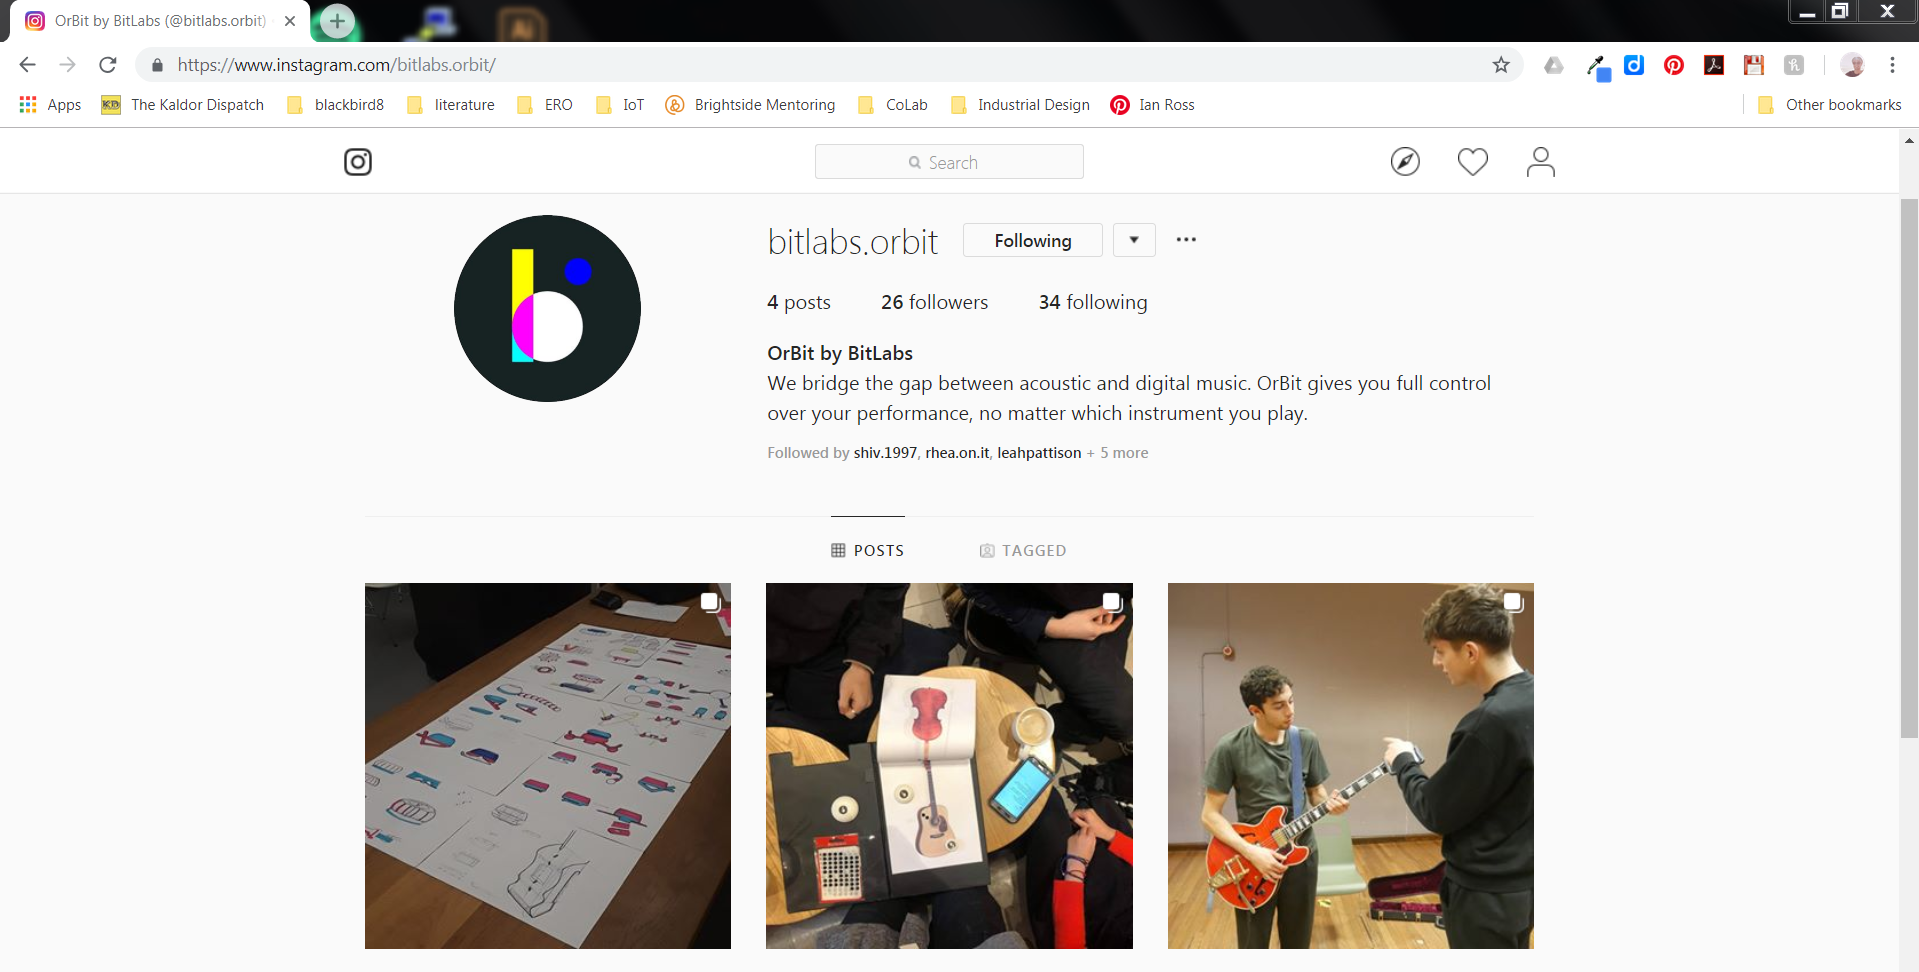 OrBit by BitLabs (@bitlabs.orbit)
https://www.instagram.com/bitlabs.orbit/
Apps The Kaldor Dispatch blackbird8 literature ERO IoT Brightside Mentoring CoLab Industrial Design Ian Ross Other bookmarks
Search
bitlabs.orbit Following
4 posts 26 followers 34 following
OrBit by BitLabs
We bridge the gap between acoustic and digital music. OrBit gives you full control
over your performance, no matter which instrument you play.
Followed by shiv.1997, rhea.on.it, leahpattison + 5 more
POSTS TAGGED